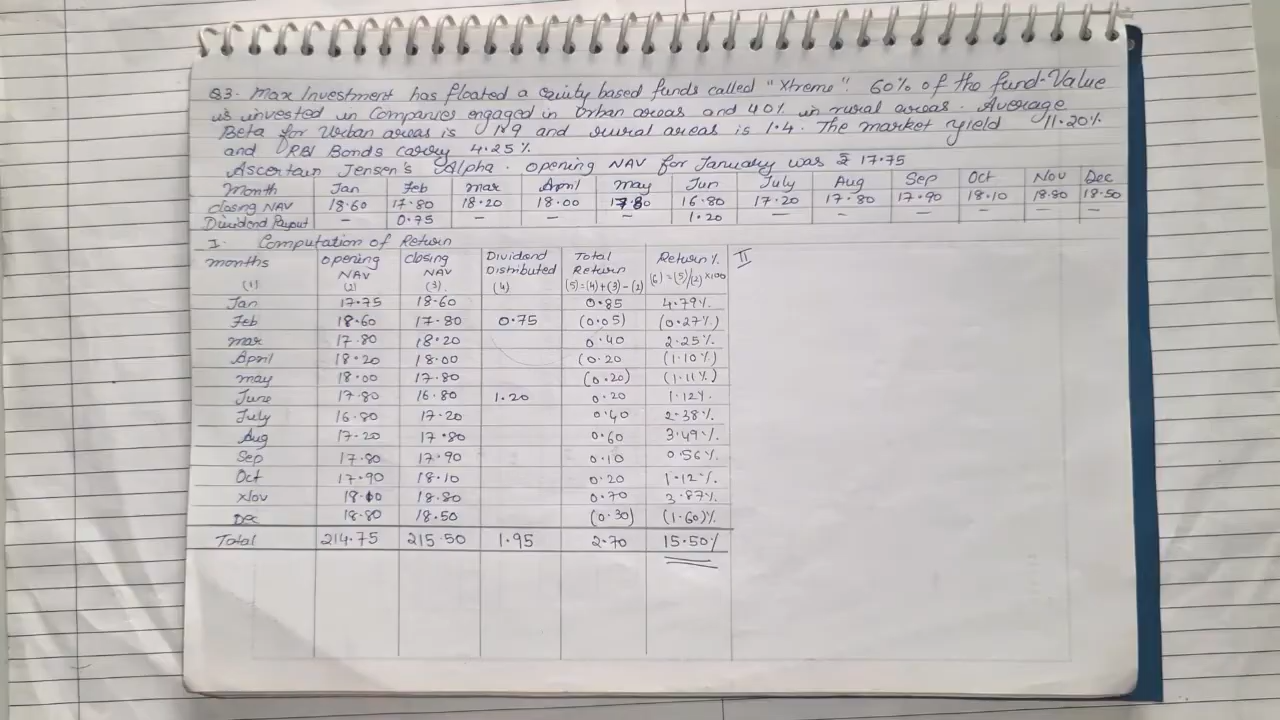 Q3. Max Investment has floated a equity based funds called "Xtreme". 60% of the fund-Value
is invested in Companies engaged in Urban areas and 40% in rural areas. Average
Beta for Urban areas is 1.9 and rural areas is 1.4. The market yield 11.20%
and RBI Bonds carry 4.25%
Ascertain Jensen's Alpha. opening NAV for January was ₹ 17.75
Month Jan Feb mar April may Jun July Aug Sep Oct Nov Dec
closing NAV 18.60 17.80 18.20 18.00 17.80 16.80 17.20 17.80 17.90 18.10 18.80 18.50
Dividend Payout — 0.75 — — — 1.20 — — — — — —
I. Computation of Return
months opening NAV closing NAV Dividend Distributed Total Return Return % II
(1) (2) (3) (4) (5)=(4)+(3)-(2) (6)=(5)/(2)×100
Jan 17.75 18.60 0.85 4.79%
Feb 18.60 17.80 0.75 (0.05) (0.27%)
mar 17.80 18.20 0.40 2.25%
April 18.20 18.00 (0.20 (1.10%)
may 18.00 17.80 (0.20) (1.11%)
June 17.80 16.80 1.20 0.20 1.12%
July 16.80 17.20 0.40 2.38%
Aug 17.20 17.80 0.60 3.49%
Sep 17.80 17.90 0.10 0.56%
Oct 17.90 18.10 0.20 1.12%
Nov 18.10 18.80 0.70 3.87%
Dec 18.80 18.50 (0.30) (1.60)%
Total 214.75 215.50 1.95 2.70 15.50%